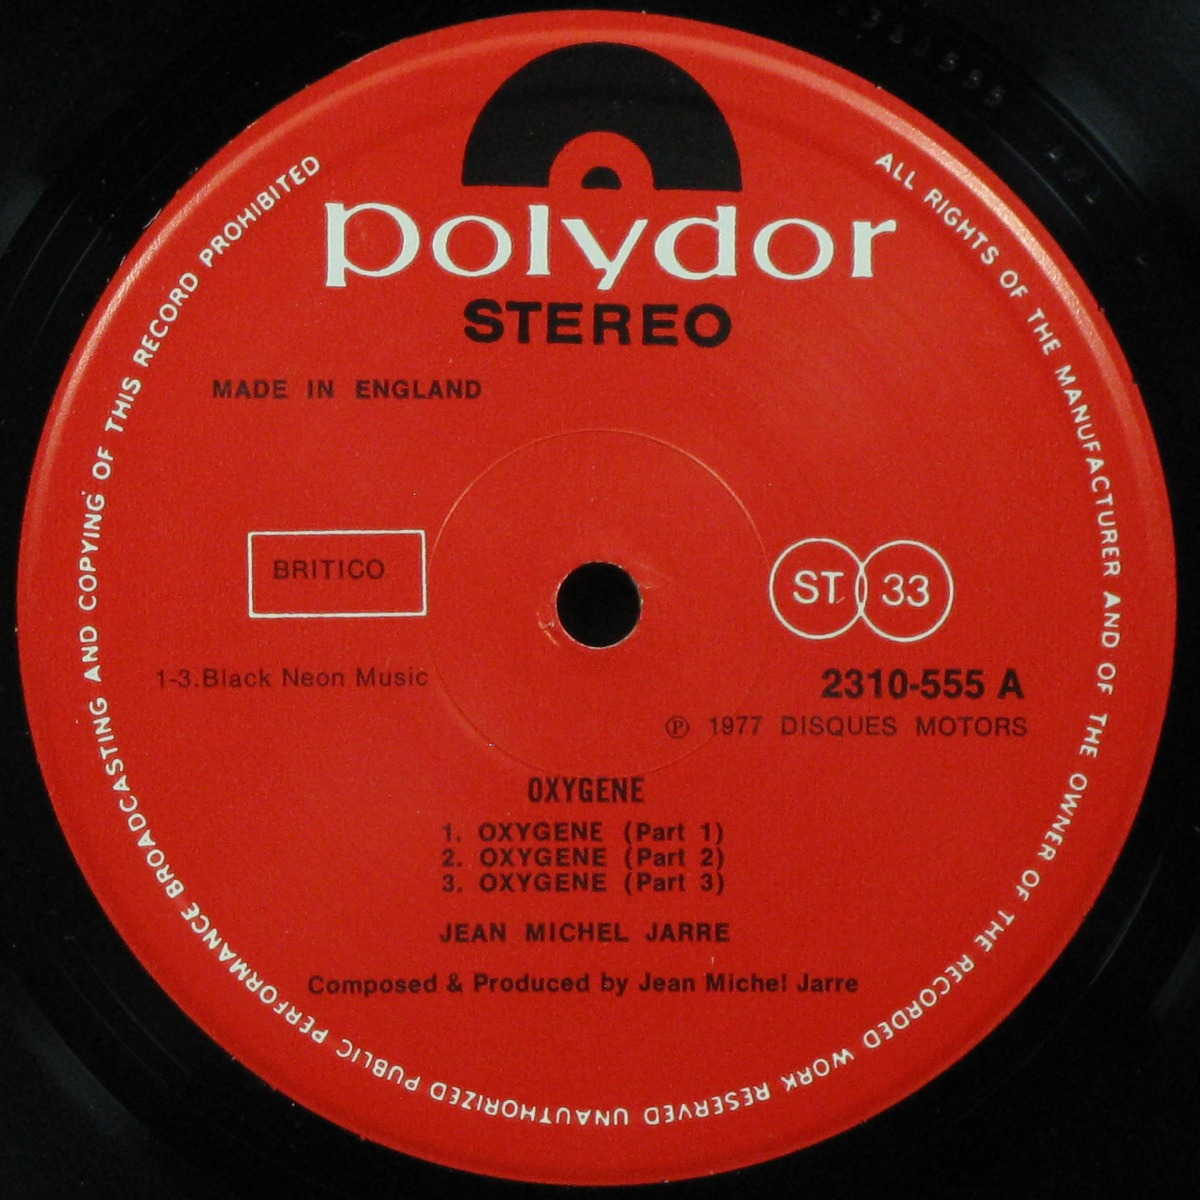 polydor
STEREO
MADE IN ENGLAND
BRITICO
ST 33
1-3.Black Neon Music
2310-555 A
℗ 1977 DISQUES MOTORS
OXYGENE
1. OXYGENE (Part 1)
2. OXYGENE (Part 2)
3. OXYGENE (Part 3)
JEAN MICHEL JARRE
Composed & Produced by Jean Michel Jarre
ALL RIGHTS OF THE MANUFACTURER AND OF THE OWNER OF THE RECORDED WORK RESERVED UNAUTHORIZED PUBLIC PERFORMANCE BROADCASTING AND COPYING OF THIS RECORD PROHIBITED